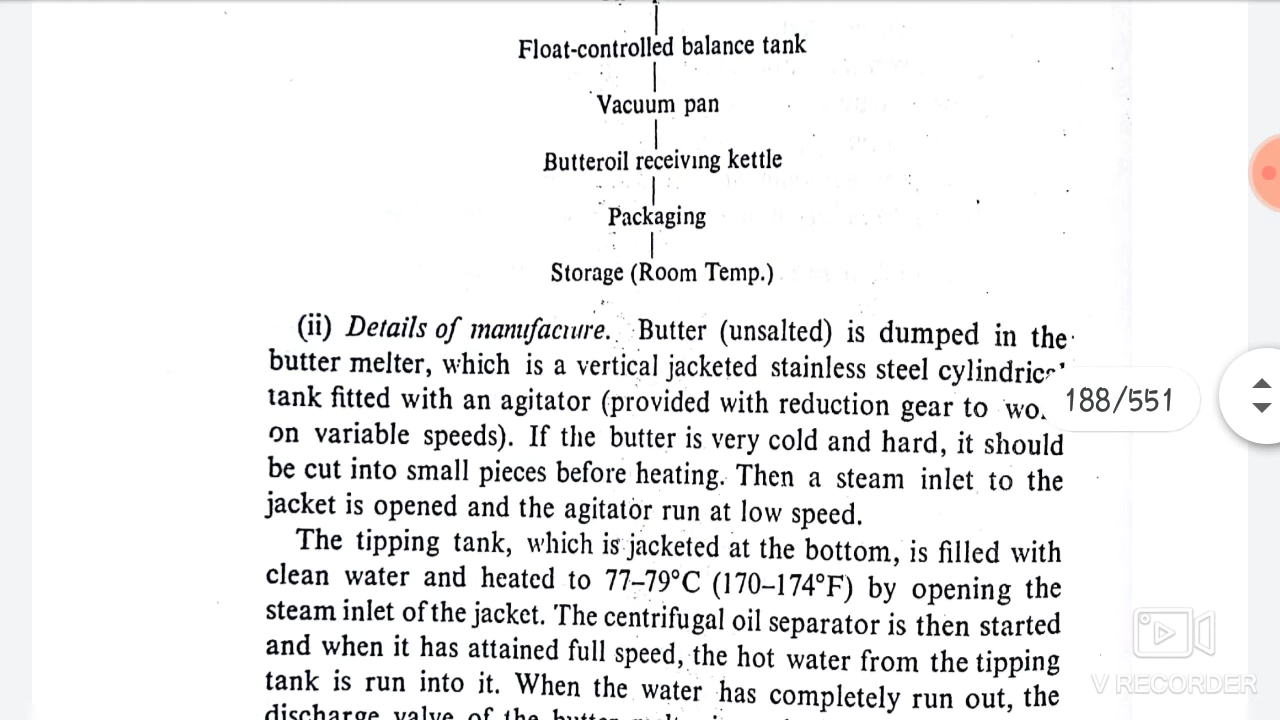 Float-controlled balance tank
Vacuum pan
Butteroil receiving kettle
Packaging
Storage (Room Temp.)
(ii) Details of manufacture. Butter (unsalted) is dumped in the
butter melter, which is a vertical jacketed stainless steel cylindrical
tank fitted with an agitator (provided with reduction gear to
188/551
on variable speeds). If the butter is very cold and hard, it should
be cut into small pieces before heating. Then a steam inlet to the
jacket is opened and the agitator run at low speed.
The tipping tank, which is jacketed at the bottom, is filled with
clean water and heated to 77–79°C (170–174°F) by opening the
steam inlet of the jacket. The centrifugal oil separator is then started
and when it has attained full speed, the hot water from the tipping
tank is run into it. When the water has completely run out, the
discharge valve of the
V RECORDER